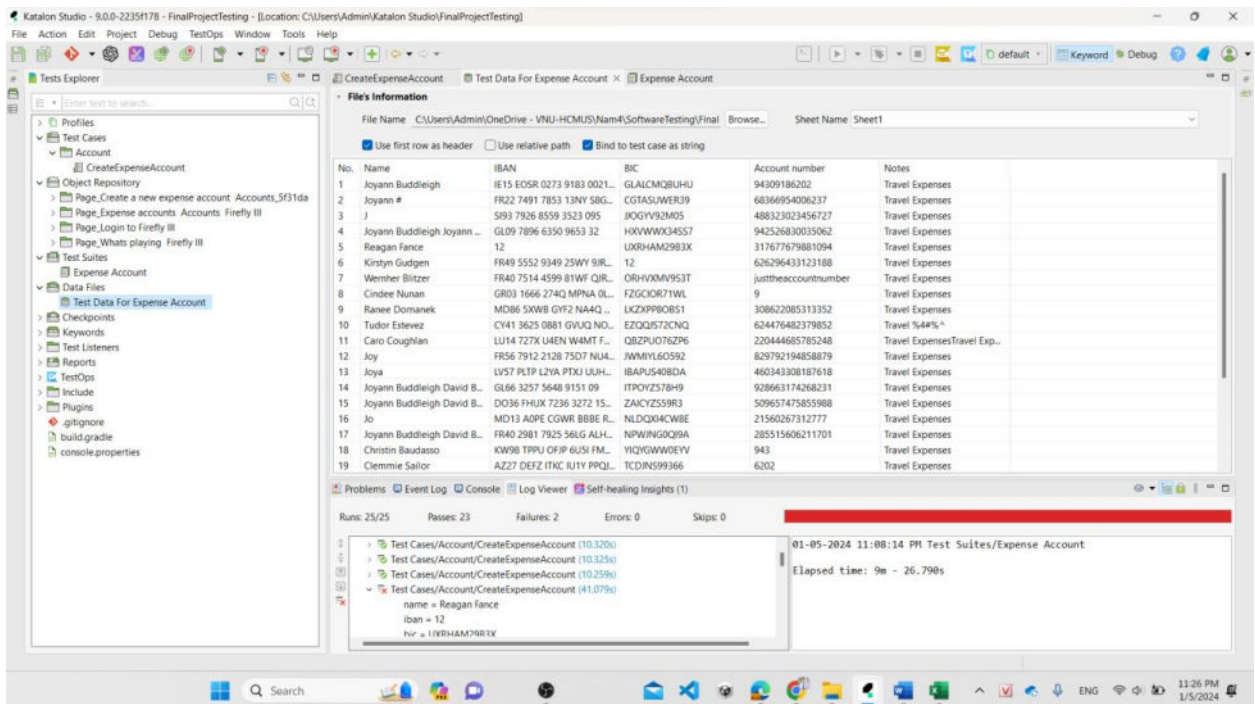 Katalon Studio - 9.0.0-2235f178 - FinalProjectTesting - [Location: C:\Users\Admin\Katalon Studio\FinalProjectTesting]
File Action Edit Project Debug TestOps Window Tools Help
default Keyword Debug
Tests Explorer
Enter text to search...
Profiles
Test Cases
Account
CreateExpenseAccount
Object Repository
Page_Create a new expense account Accounts_5f31da
Page_Expense accounts Accounts Firefly III
Page_Login to Firefly III
Page_Whats playing Firefly III
Test Suites
Expense Account
Data Files
Test Data For Expense Account
Checkpoints
Keywords
Test Listeners
Reports
TestOps
Include
Plugins
.gitignore
build.gradle
console.properties
CreateExpenseAccount Test Data For Expense Account Expense Account
File's Information
File Name C:\Users\Admin\OneDrive - VNU-HCMUS\Nam4\SoftwareTesting\Final Browse... Sheet Name Sheet1
Use first row as header Use relative path Bind to test case as string
No. Name IBAN BIC Account number Notes
1 Joyann Buddleigh IE15 EOSR 0273 9183 0021... GLALCMQBUHU 94309186202 Travel Expenses
2 Joyann # FR22 7491 7853 13NY S8G... CGTASUWER39 68366954006237 Travel Expenses
3 J SI93 7926 8559 3523 095 JJOGYV92M05 488323023456727 Travel Expenses
4 Joyann Buddleigh Joyann ... GL09 7896 6350 9653 32 HXVWWX34SS7 942526830035062 Travel Expenses
5 Reagan Fance 12 UXRHAM29B3X 317677679881094 Travel Expenses
6 Kirstyn Gudgen FR49 5552 9349 25WY 9JR... 12 626296433123188 Travel Expenses
7 Wernher Blitzer FR40 7514 4599 81WF QJR... ORHVXMV9S3T justtheaccountnumber Travel Expenses
8 Cindee Nunan GR03 1666 274Q MPNA 0L... FZGCIOR71WL 9 Travel Expenses
9 Ranee Domanek MD86 5XWB GYF2 NA4Q ... LKZXPP8OBS1 308622085313352 Travel Expenses
10 Tudor Estevez CY41 3625 0881 GVUQ NO... EZQQJS72CNQ 624476482379852 Travel %4#%^
11 Caro Coughlan LU14 727X U4EN W4MT F... QBZPUO76ZP6 220444685785248 Travel ExpensesTravel Exp...
12 Joy FR56 7912 2128 75D7 NU4... JWMIYL6O592 829792194858879 Travel Expenses
13 Joya LV57 PLTP L2YA PTXJ UUH... IBAPUS40BDA 460343308187618 Travel Expenses
14 Joyann Buddleigh David B... GL66 3257 5648 9151 09 ITPOYZ578H9 928663174268231 Travel Expenses
15 Joyann Buddleigh David B... DO36 FHUX 7236 3272 15... ZAICYZS59R3 509657475855988 Travel Expenses
16 Jo MD13 A0PE CGWR BBBE R... NLDQXI4CW8E 21560267312777 Travel Expenses
17 Joyann Buddleigh David B... FR40 2981 7925 56LG ALH... NPWJNG0QI9A 285515606211701 Travel Expenses
18 Christin Baudasso KW98 TPPU OFJP 6U5I FM... YIQYGWW0EYV 943 Travel Expenses
19 Clemmie Sailor AZ27 DEFZ ITKC IU1Y PPQJ... TCDJNS99366 6202 Travel Expenses
Problems Event Log Console Log Viewer Self-healing Insights (1)
Runs: 25/25 Passes: 23 Failures: 2 Errors: 0 Skips: 0
Test Cases/Account/CreateExpenseAccount (10.320s)
Test Cases/Account/CreateExpenseAccount (10.325s)
Test Cases/Account/CreateExpenseAccount (10.259s)
Test Cases/Account/CreateExpenseAccount (41.079s)
name = Reagan Fance
iban = 12
bic = UXRHAM29B3X
01-05-2024 11:08:14 PM Test Suites/Expense Account
Elapsed time: 9m - 26.790s
Search
ENG
11:26 PM
1/5/2024